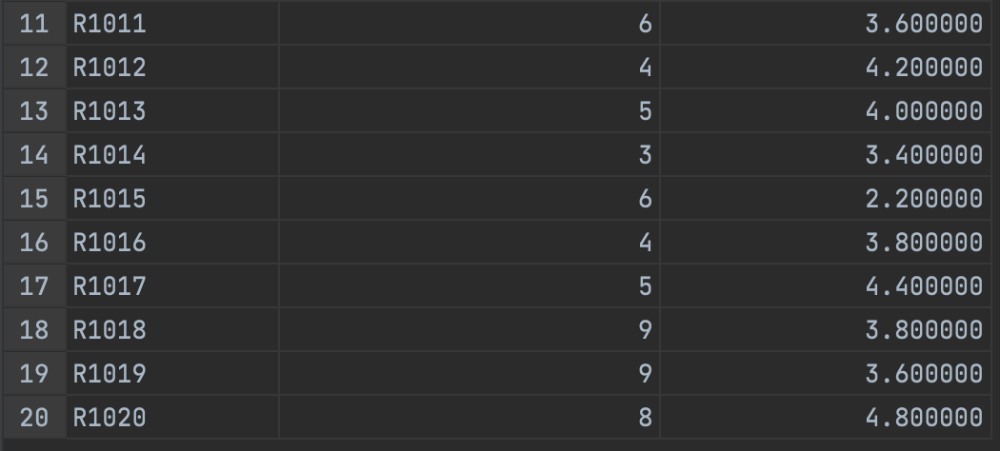 11 R1011 6 3.600000
12 R1012 4 4.200000
13 R1013 5 4.000000
14 R1014 3 3.400000
15 R1015 6 2.200000
16 R1016 4 3.800000
17 R1017 5 4.400000
18 R1018 9 3.800000
19 R1019 9 3.600000
20 R1020 8 4.800000